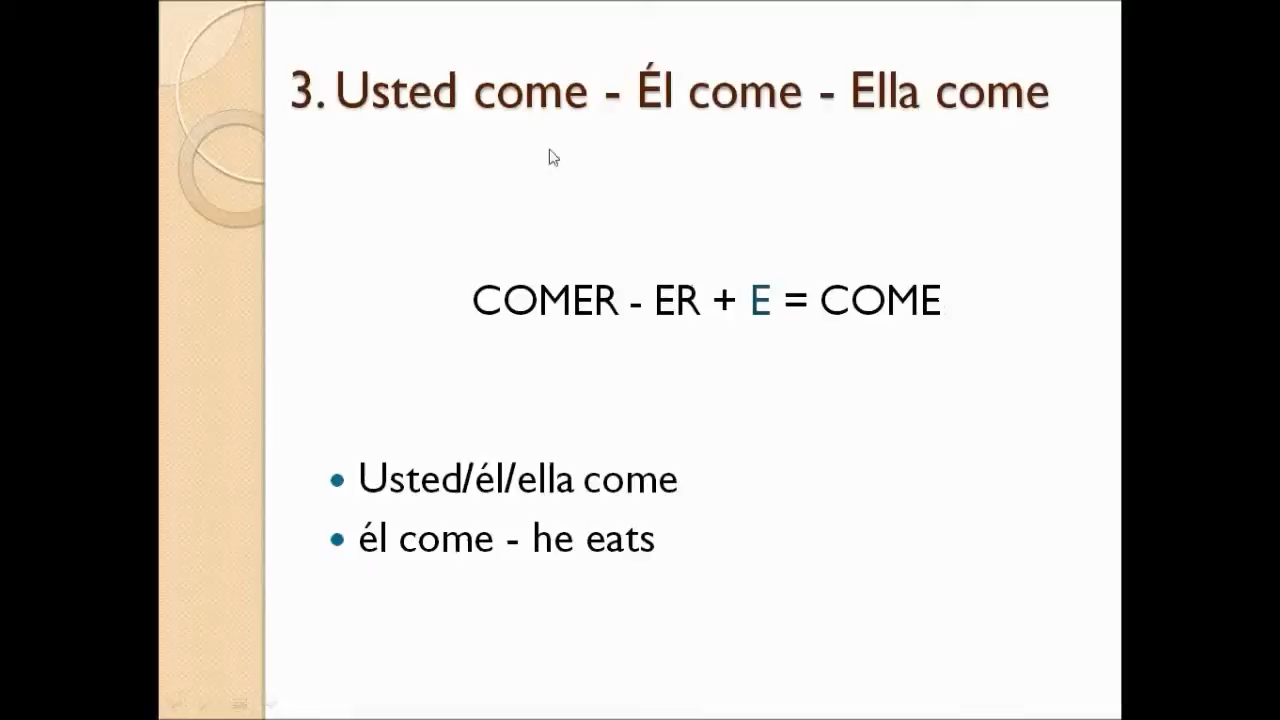 3. Usted come - Él come - Ella come
COMER - ER + E = COME
Usted/él/ella come
él come - he eats